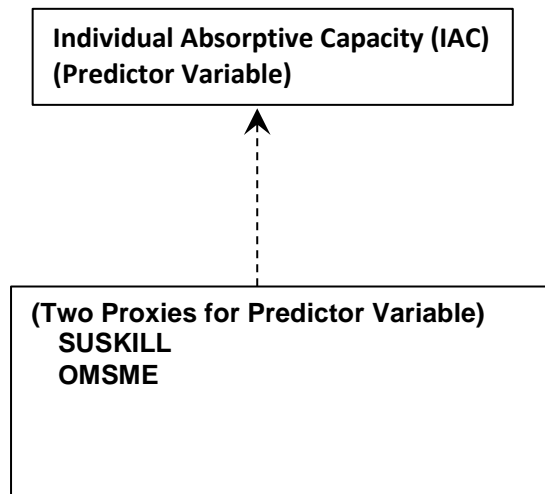 Individual Absorptive Capacity (IAC)
(Predictor Variable)
(Two Proxies for Predictor Variable)
SUSKILL
OMSME